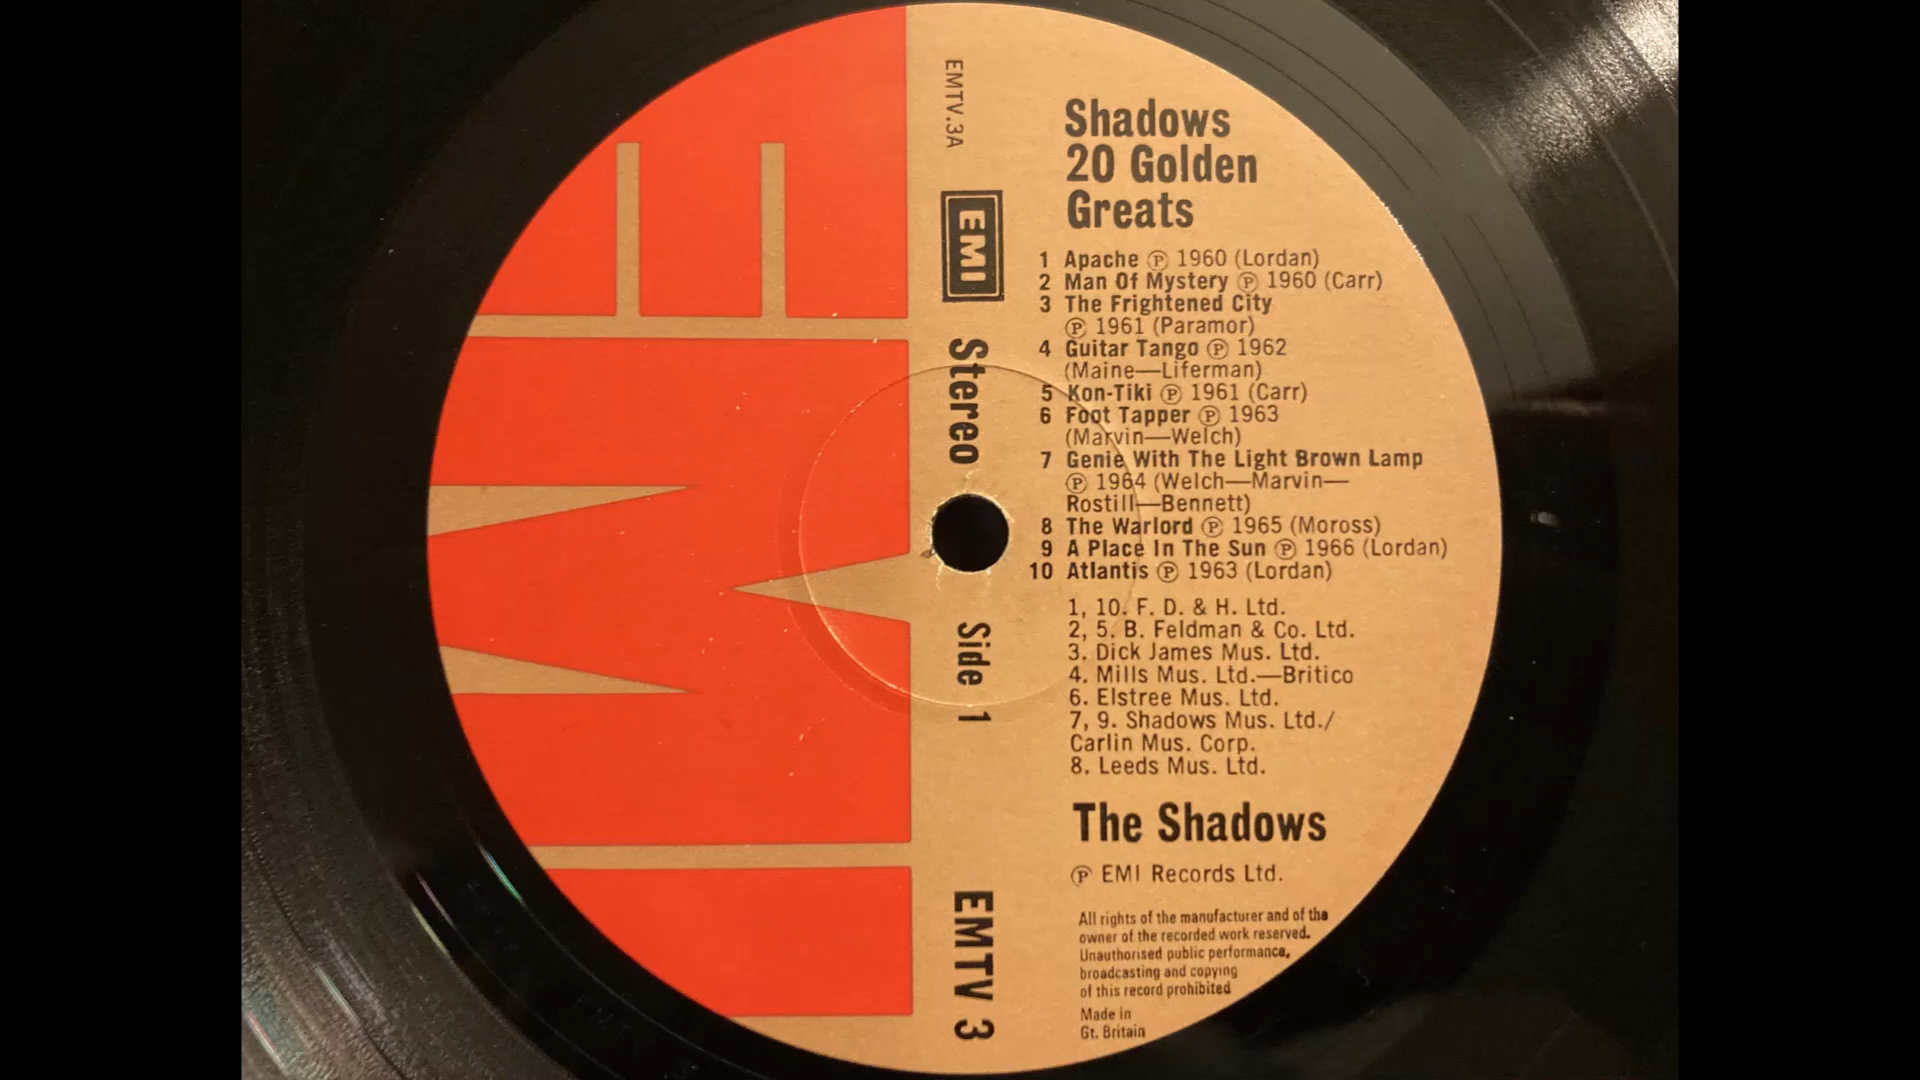 EMTV.3A
EMI
Stereo
Side 1
EMTV 3
Shadows
20 Golden
Greats
1 Apache ℗ 1960 (Lordan)
2 Man Of Mystery ℗ 1960 (Carr)
3 The Frightened City
℗ 1961 (Paramor)
4 Guitar Tango ℗ 1962
(Maine—Liferman)
5 Kon-Tiki ℗ 1961 (Carr)
6 Foot Tapper ℗ 1963
(Marvin—Welch)
7 Genie With The Light Brown Lamp
℗ 1964 (Welch—Marvin—
Rostill—Bennett)
8 The Warlord ℗ 1965 (Moross)
9 A Place In The Sun ℗ 1966 (Lordan)
10 Atlantis ℗ 1963 (Lordan)
1, 10. F. D. & H. Ltd.
2, 5. B. Feldman & Co. Ltd.
3. Dick James Mus. Ltd.
4. Mills Mus. Ltd.—Britico
6. Elstree Mus. Ltd.
7, 9. Shadows Mus. Ltd./
Carlin Mus. Corp.
8. Leeds Mus. Ltd.
The Shadows
℗ EMI Records Ltd.
All rights of the manufacturer and of the
owner of the recorded work reserved.
Unauthorised public performance,
broadcasting and copying
of this record prohibited
Made in
Gt. Britain